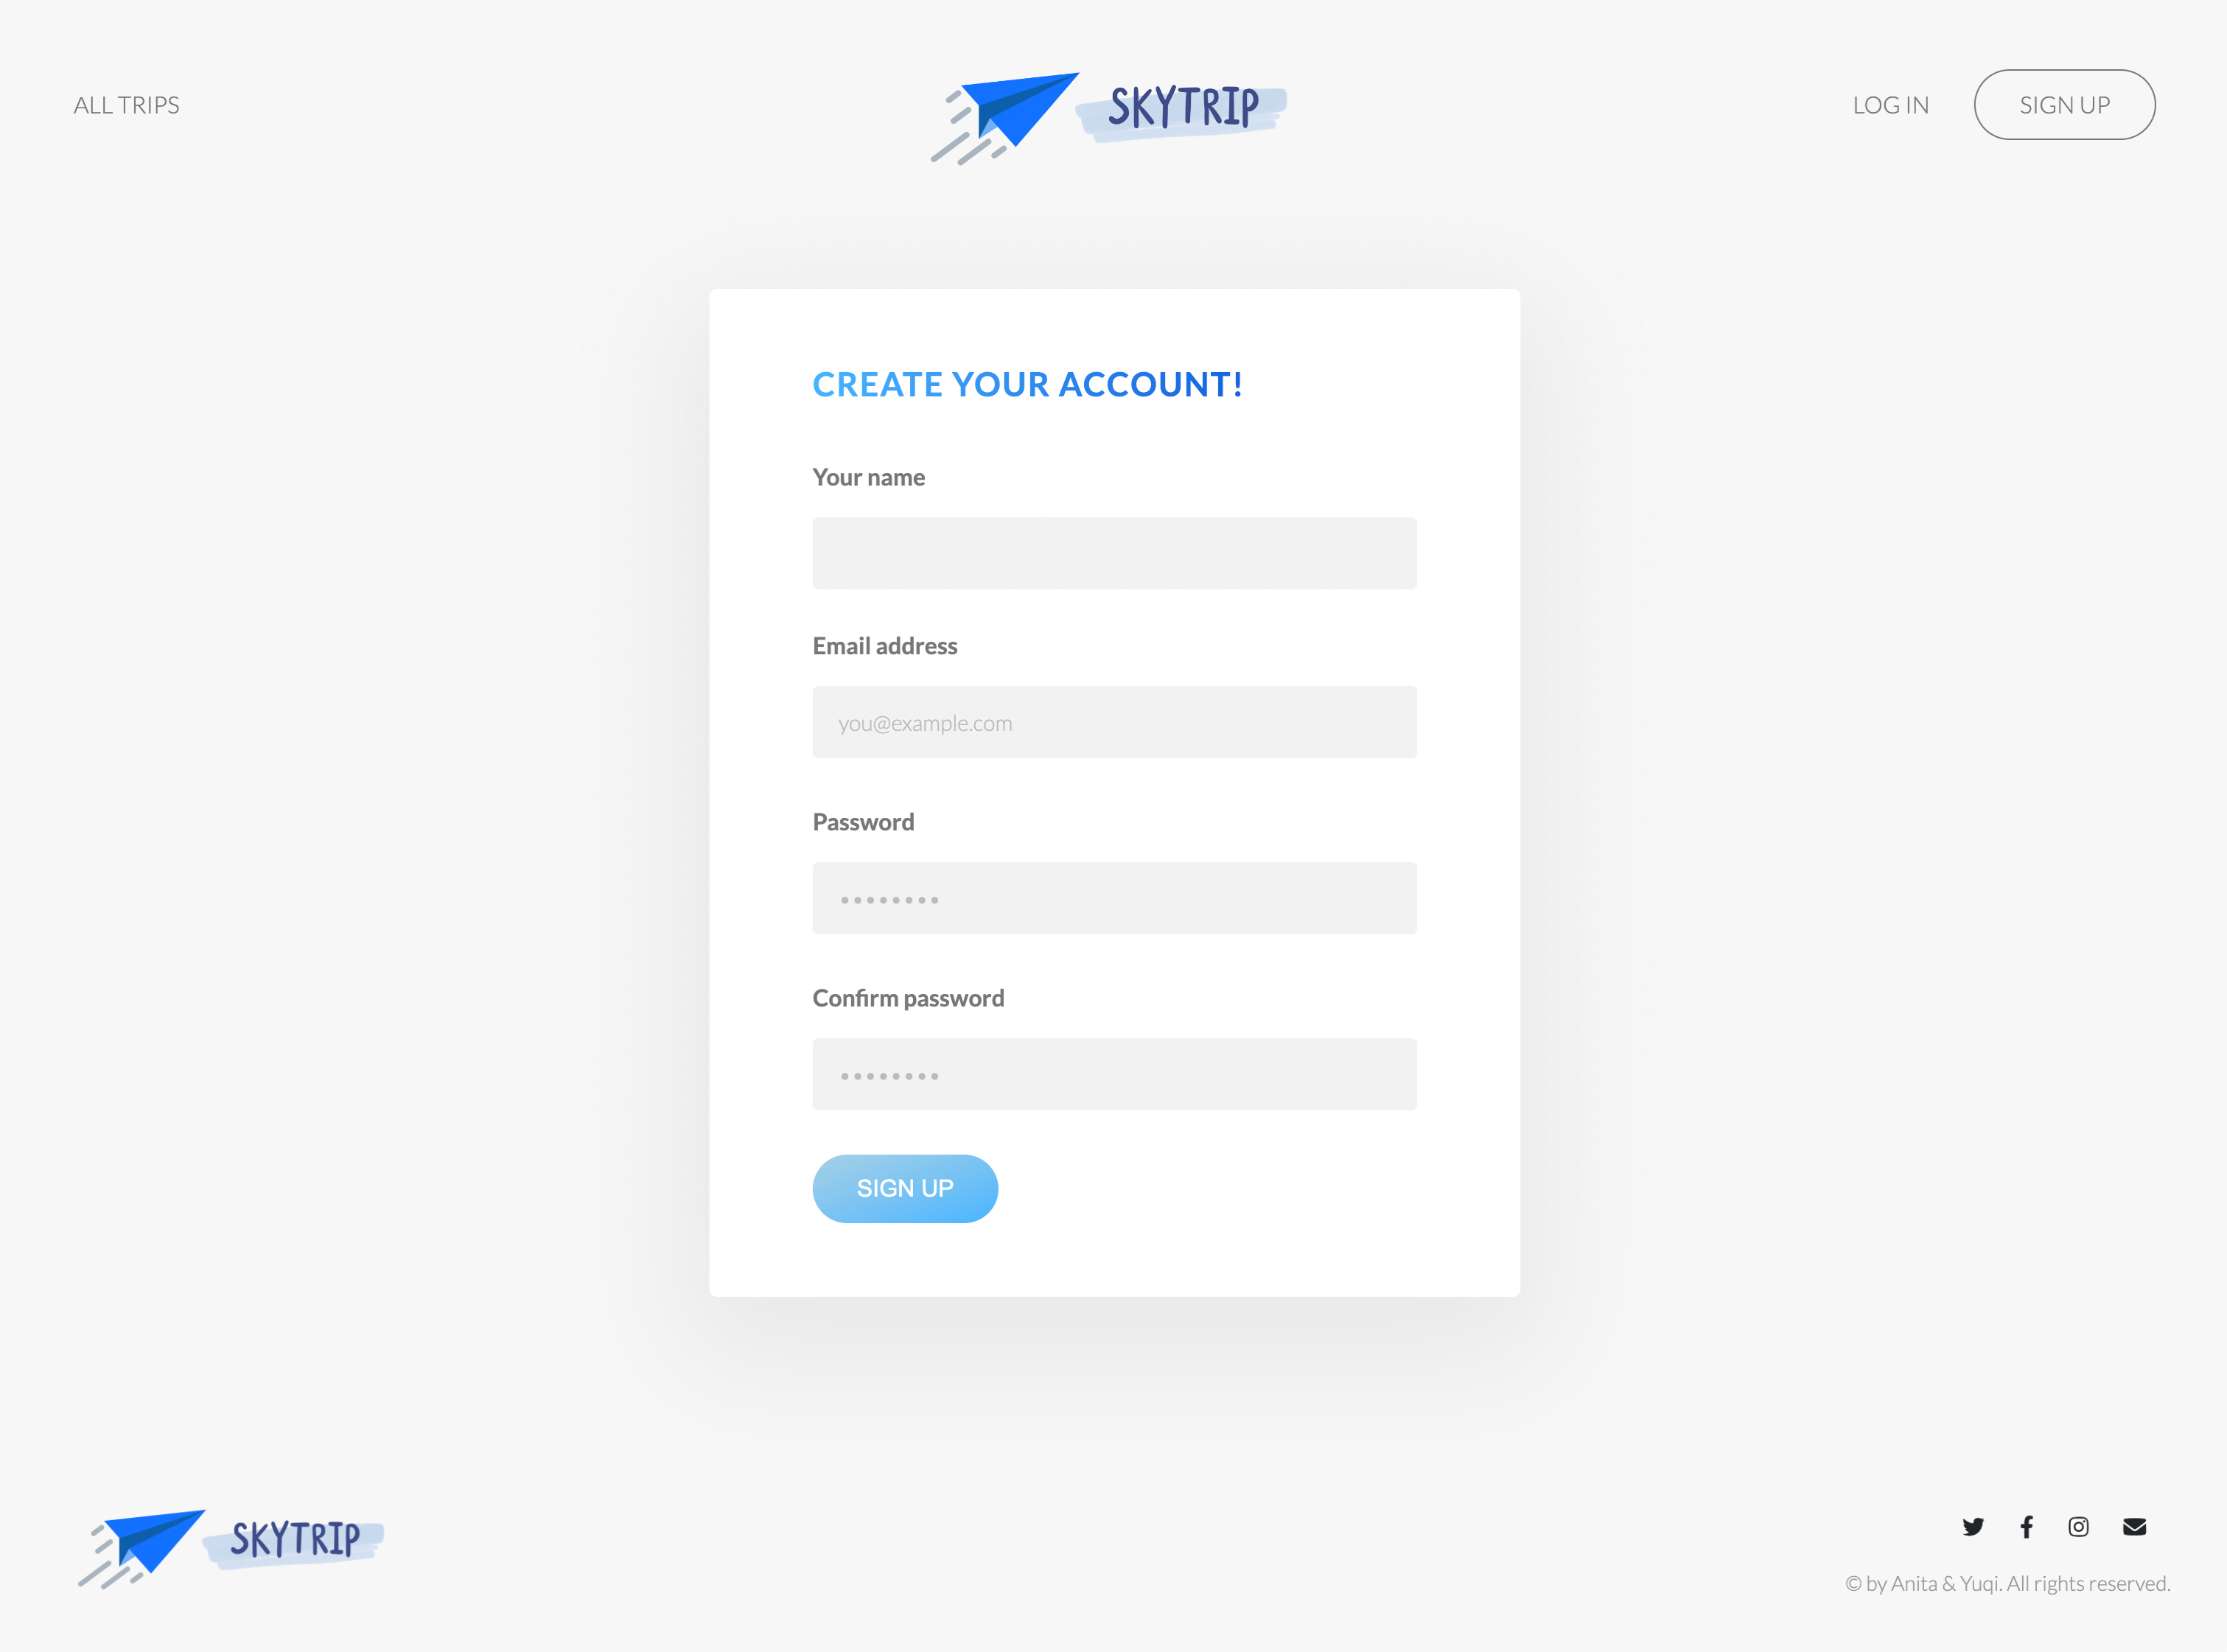 ALL TRIPS
SKYTRIP
LOG IN
SIGN UP
CREATE YOUR ACCOUNT!
Your name
Email address
you@example.com
Password
••••••••
Confirm password
••••••••
SIGN UP
SKYTRIP
© by Anita & Yuqi. All rights reserved.